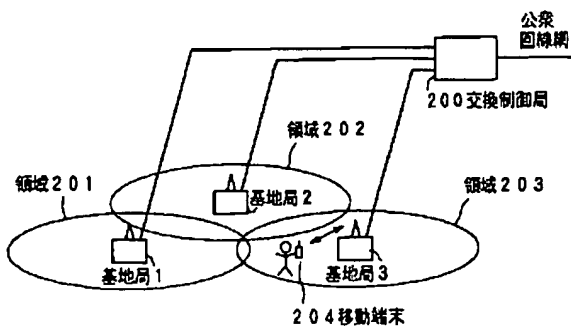 公衆
回線網
200交換制御局
領域202
領域201
基地局2
領域203
基地局1
基地局3
204移動端末